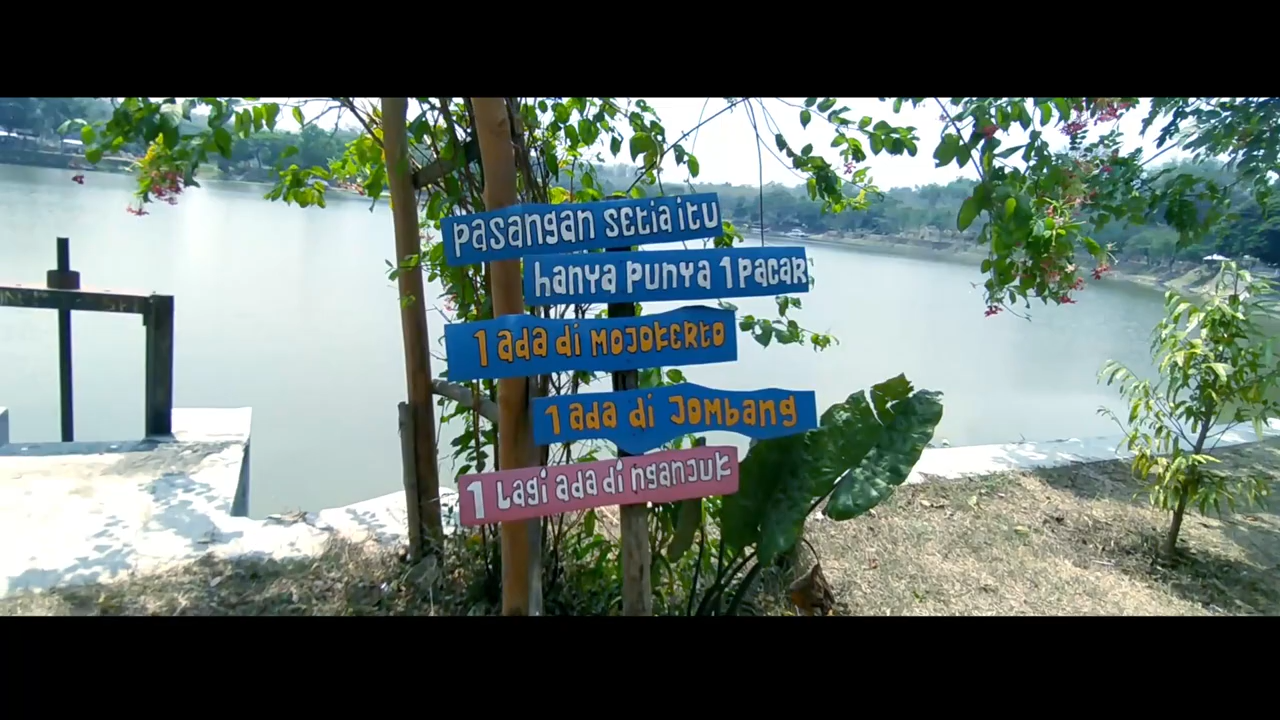 Pasangan setia itu
hanya punya 1 pacar
1 ada di MOJOKERTO
1 ada di JOMbang
1 Lagi ada di nganjuk